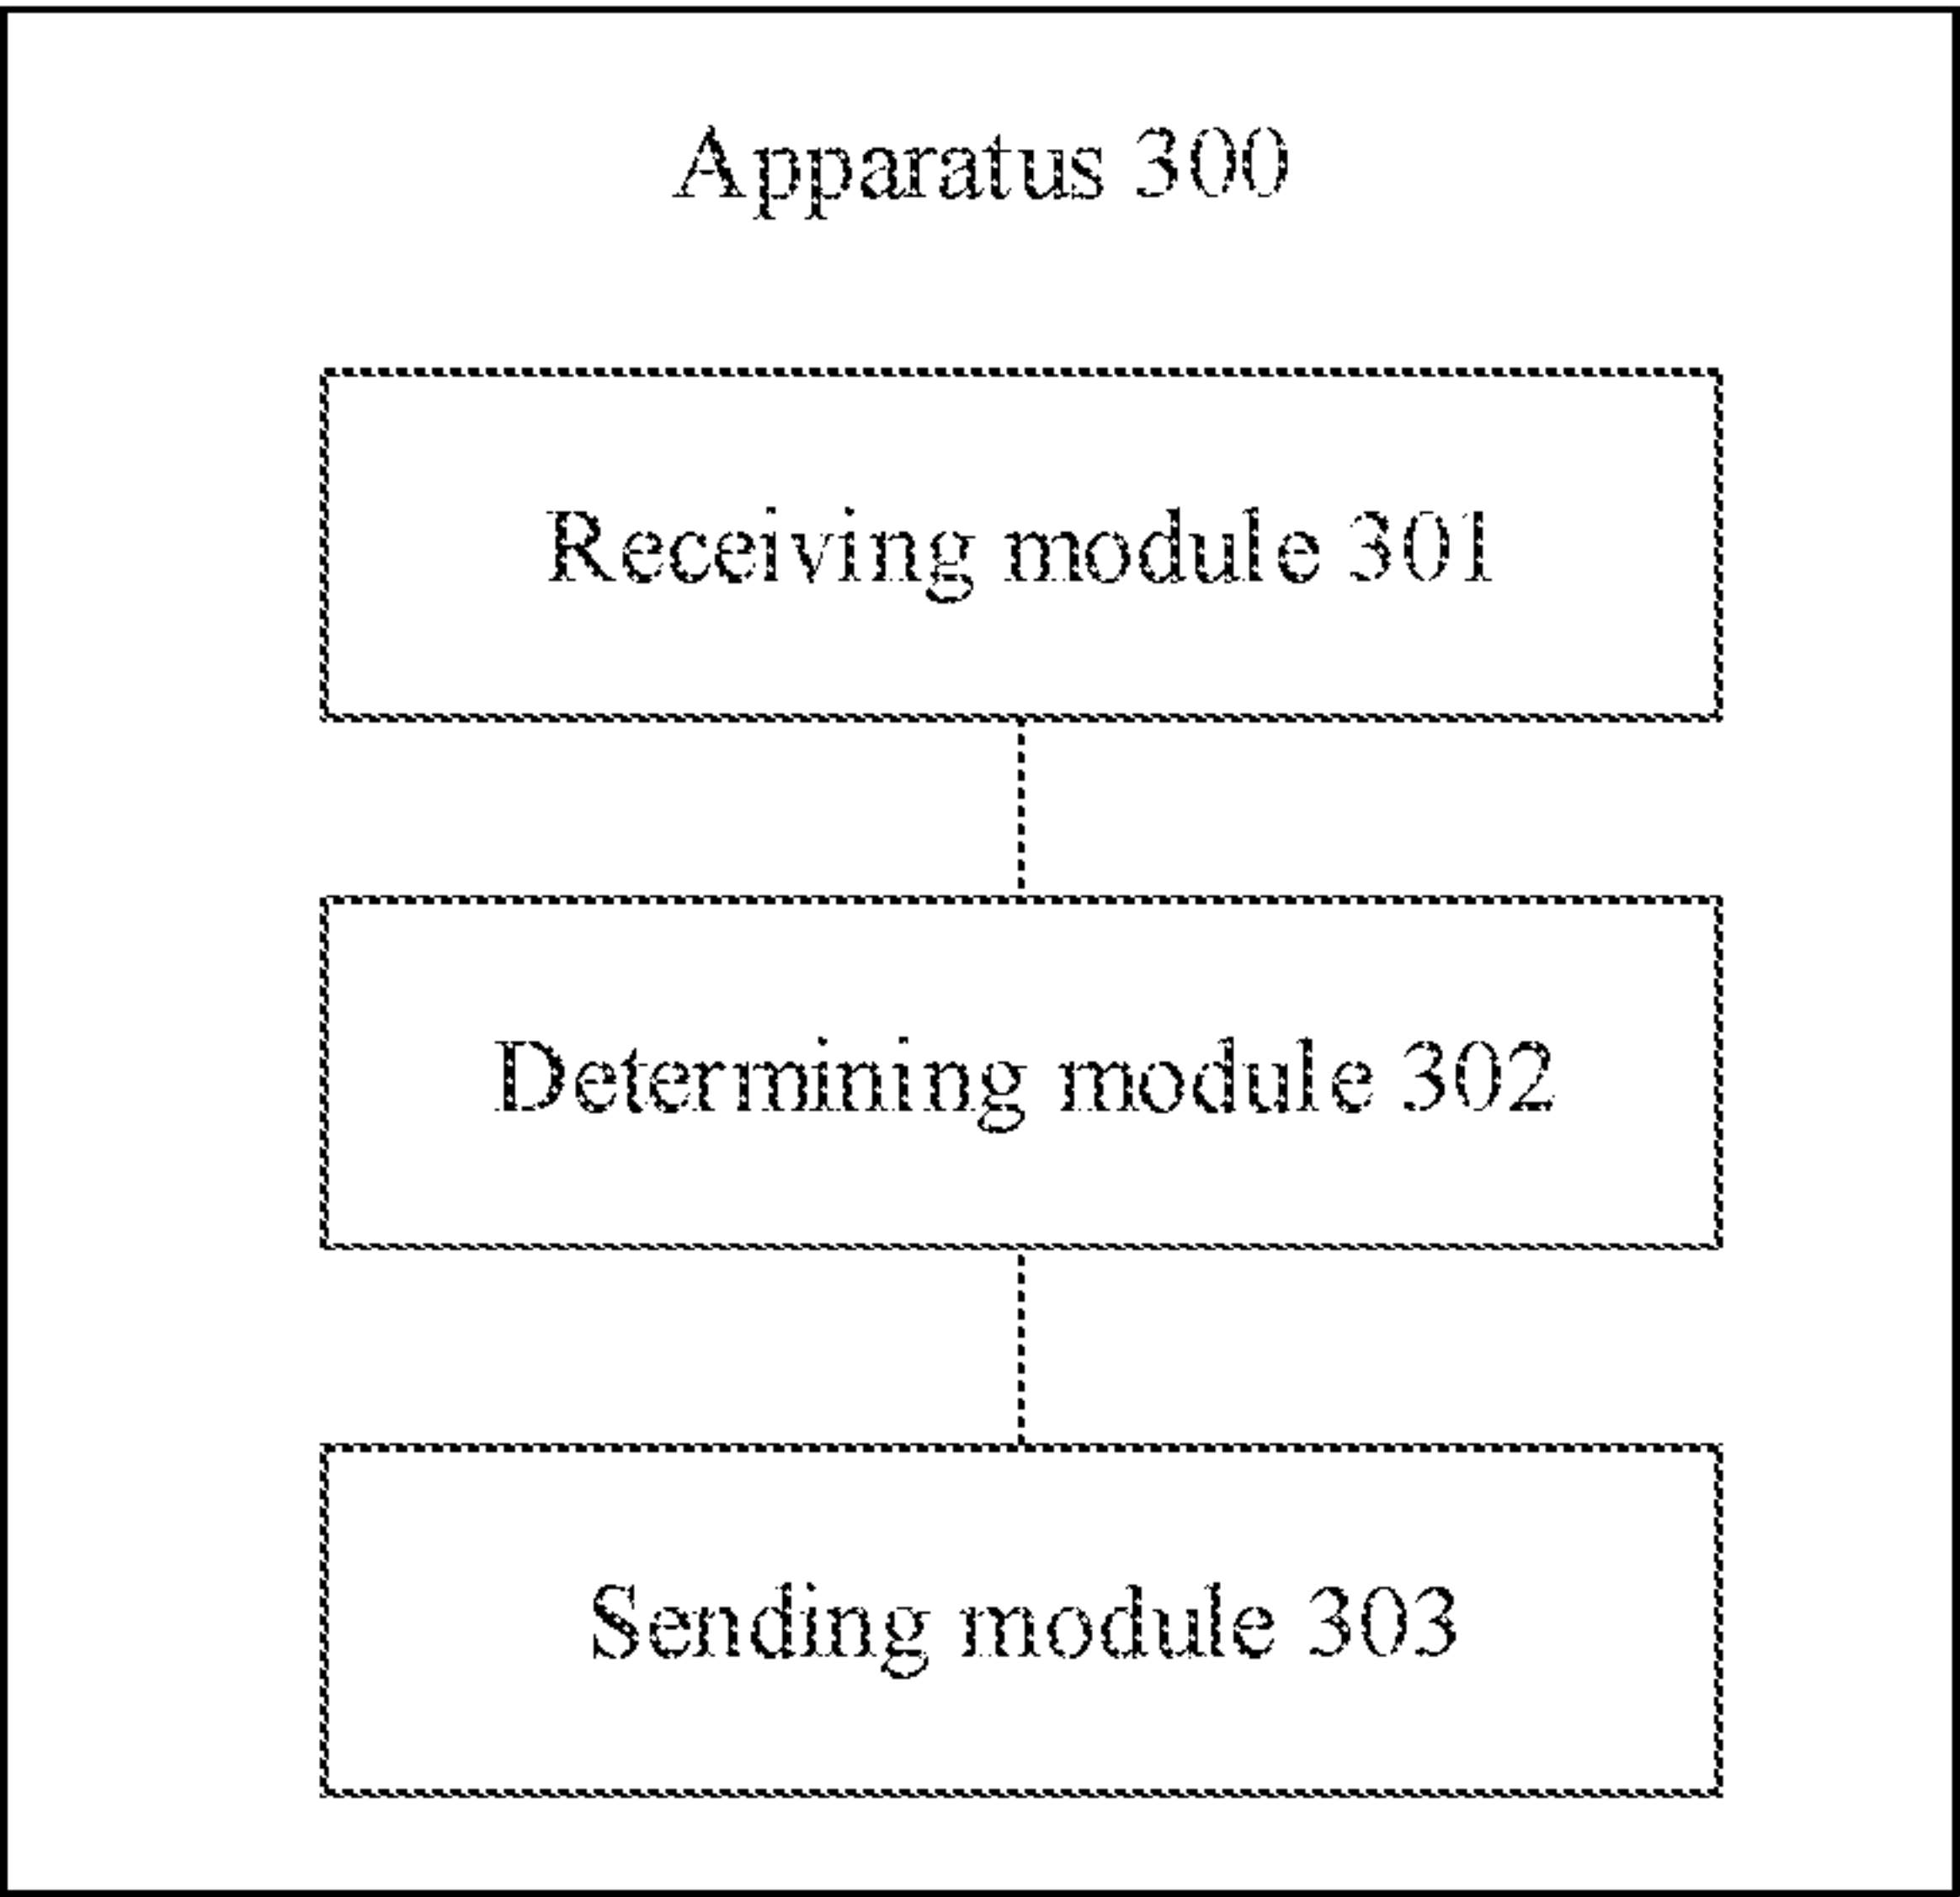 Apparatus 300
Receiving module 301
Determining module 302
Sending module 303